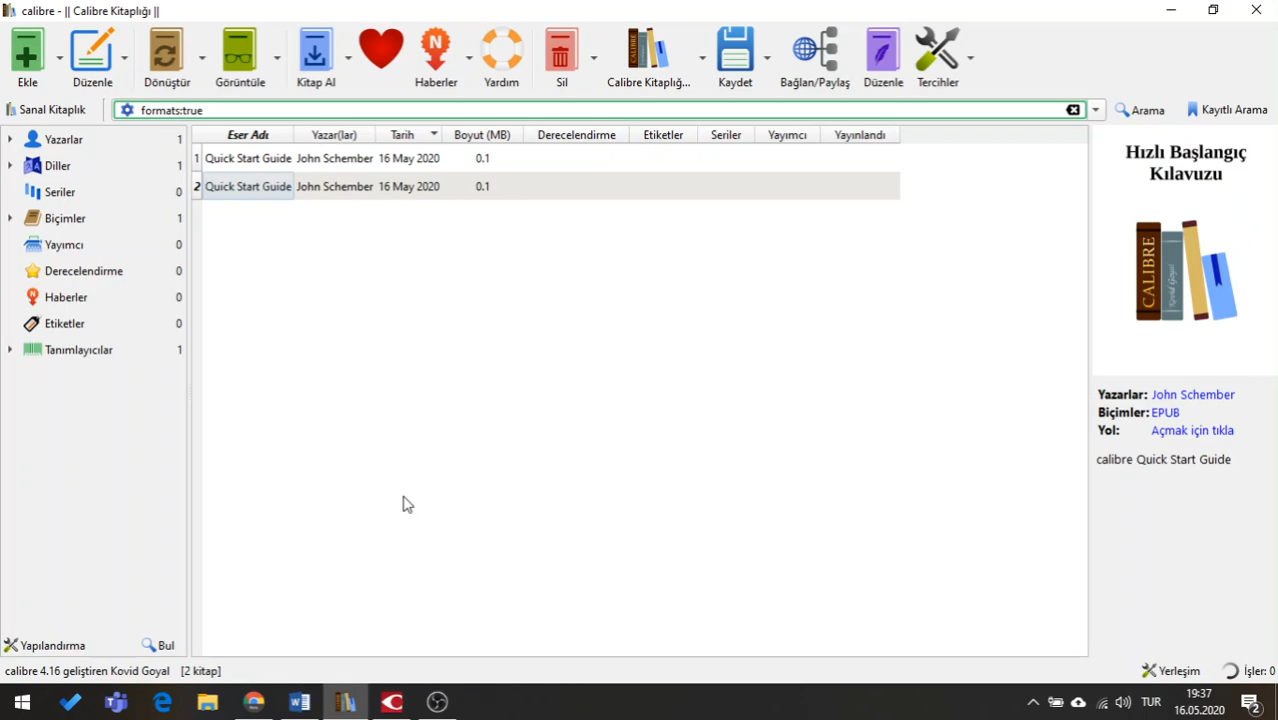 calibre - || Calibre Kitaplığı ||
Ekle
Düzenle
Dönüştür
Görüntüle
Kitap Al
N
Haberler
Yardım
Sil
CALIBRE
Calibre Kitaplığ...
Kaydet
Bağlan/Paylaş
Düzenle
Tercihler
Sanal Kitaplık
formats:true
Arama
Kayıtlı Arama
Yazarlar 1
Diller 1
Seriler 0
Biçimler 1
Yayımcı 0
Derecelendirme 0
Haberler 0
Etiketler 0
Tanımlayıcılar 1
Eser Adı Yazar(lar) Tarih Boyut (MB) Derecelendirme Etiketler Seriler Yayımcı Yayınlandı
1 Quick Start Guide John Schember 16 May 2020 0.1
2 Quick Start Guide John Schember 16 May 2020 0.1
Hızlı Başlangıç
Kılavuzu
CALIBRE
Kovid Goyal
Yazarlar: John Schember
Biçimler: EPUB
Yol: Açmak için tıkla
calibre Quick Start Guide
Yapılandırma
Bul
calibre 4.16 geliştiren Kovid Goyal [2 kitap]
Yerleşim
İşler: 0
TUR
19:37
16.05.2020
2